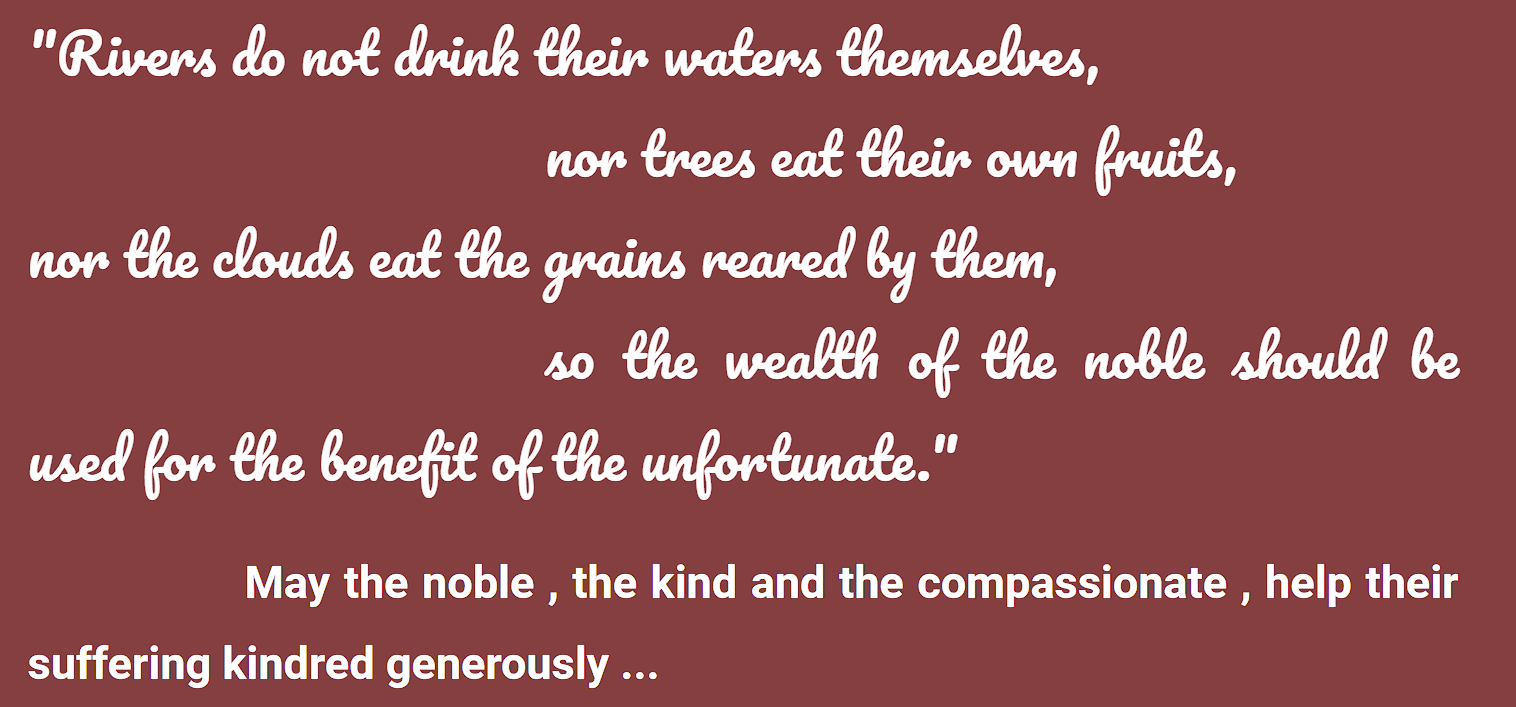 "Rivers do not drink their waters themselves,
nor trees eat their own fruits,
nor the clouds eat the grains reared by them,
so the wealth of the noble should be
used for the benefit of the unfortunate."
May the noble , the kind and the compassionate , help their
suffering kindred generously ...